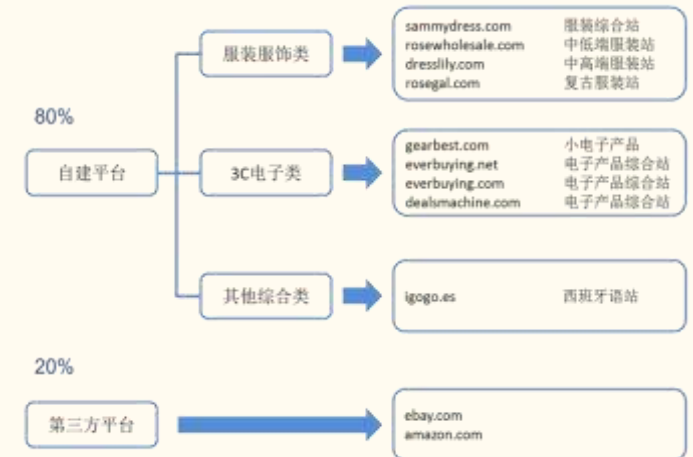 服装服饰类
sammydress.com 服装综合站
rosewholesale.com 中低端服装站
dresslily.com 中高端服装站
rosegal.com 复古服装站
80%
自建平台
3C电子类
gearbest.com 小电子产品
everbuying.net 电子产品综合站
everbuying.com 电子产品综合站
dealsmachine.com 电子产品综合站
其他综合类
igogo.es 西班牙语站
20%
第三方平台
ebay.com
amazon.com